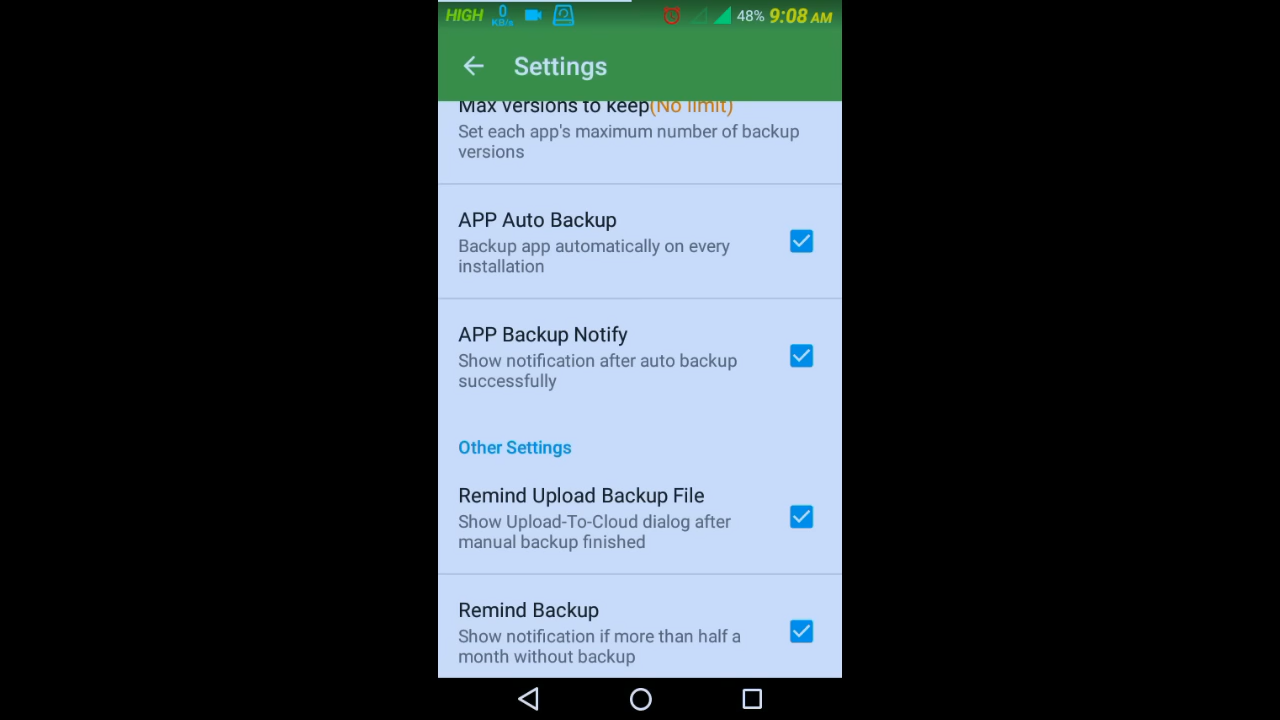 HIGH 0 KB/s 48% 9:08 AM
Settings
Max versions to keep(No limit)
Set each app's maximum number of backup
versions
APP Auto Backup
Backup app automatically on every
installation
APP Backup Notify
Show notification after auto backup
successfully
Other Settings
Remind Upload Backup File
Show Upload-To-Cloud dialog after
manual backup finished
Remind Backup
Show notification if more than half a
month without backup